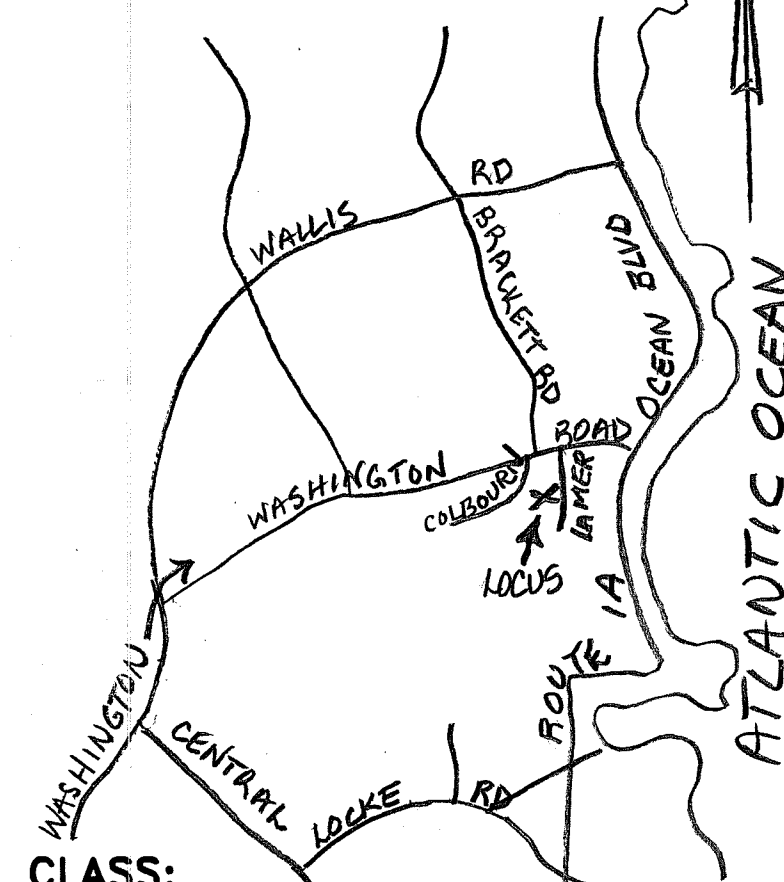 WALLIS RD
BRACKETT RD
OCEAN BLVD
ATLANTIC OCEAN
WASHINGTON ROAD
COLBOURN
LAMER
X
LOCUS
ROUTE 1A
WASHINGTON
CENTRAL
LOCKE RD
CLASS: